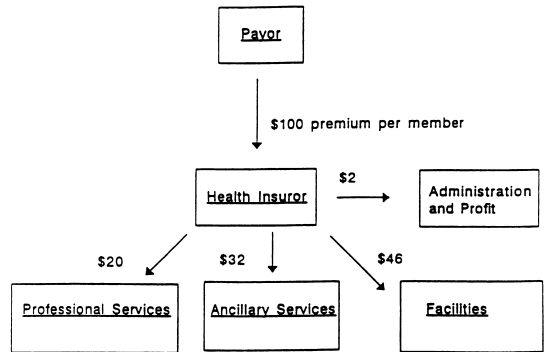 Payor
$100 premium per member
$2
Health Insuror
Administration
and Profit
$20
$32
$46
Professional Services
Ancillary Services
Facilities